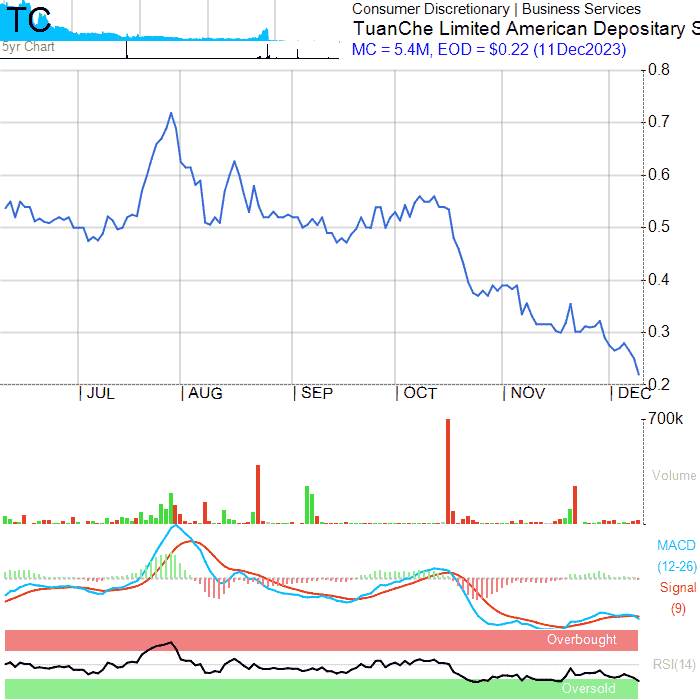 TC
5yr Chart
Consumer Discretionary | Business Services
TuanChe Limited American Depositary S
MC = 5.4M, EOD = $0.22 (11Dec2023)
0.8
0.7
0.6
0.5
0.4
0.3
0.2
| JUL | AUG | SEP | OCT | NOV | DEC
700k
Volume
MACD
(12-26)
Signal
(9)
Overbought
RSI(14)
Oversold